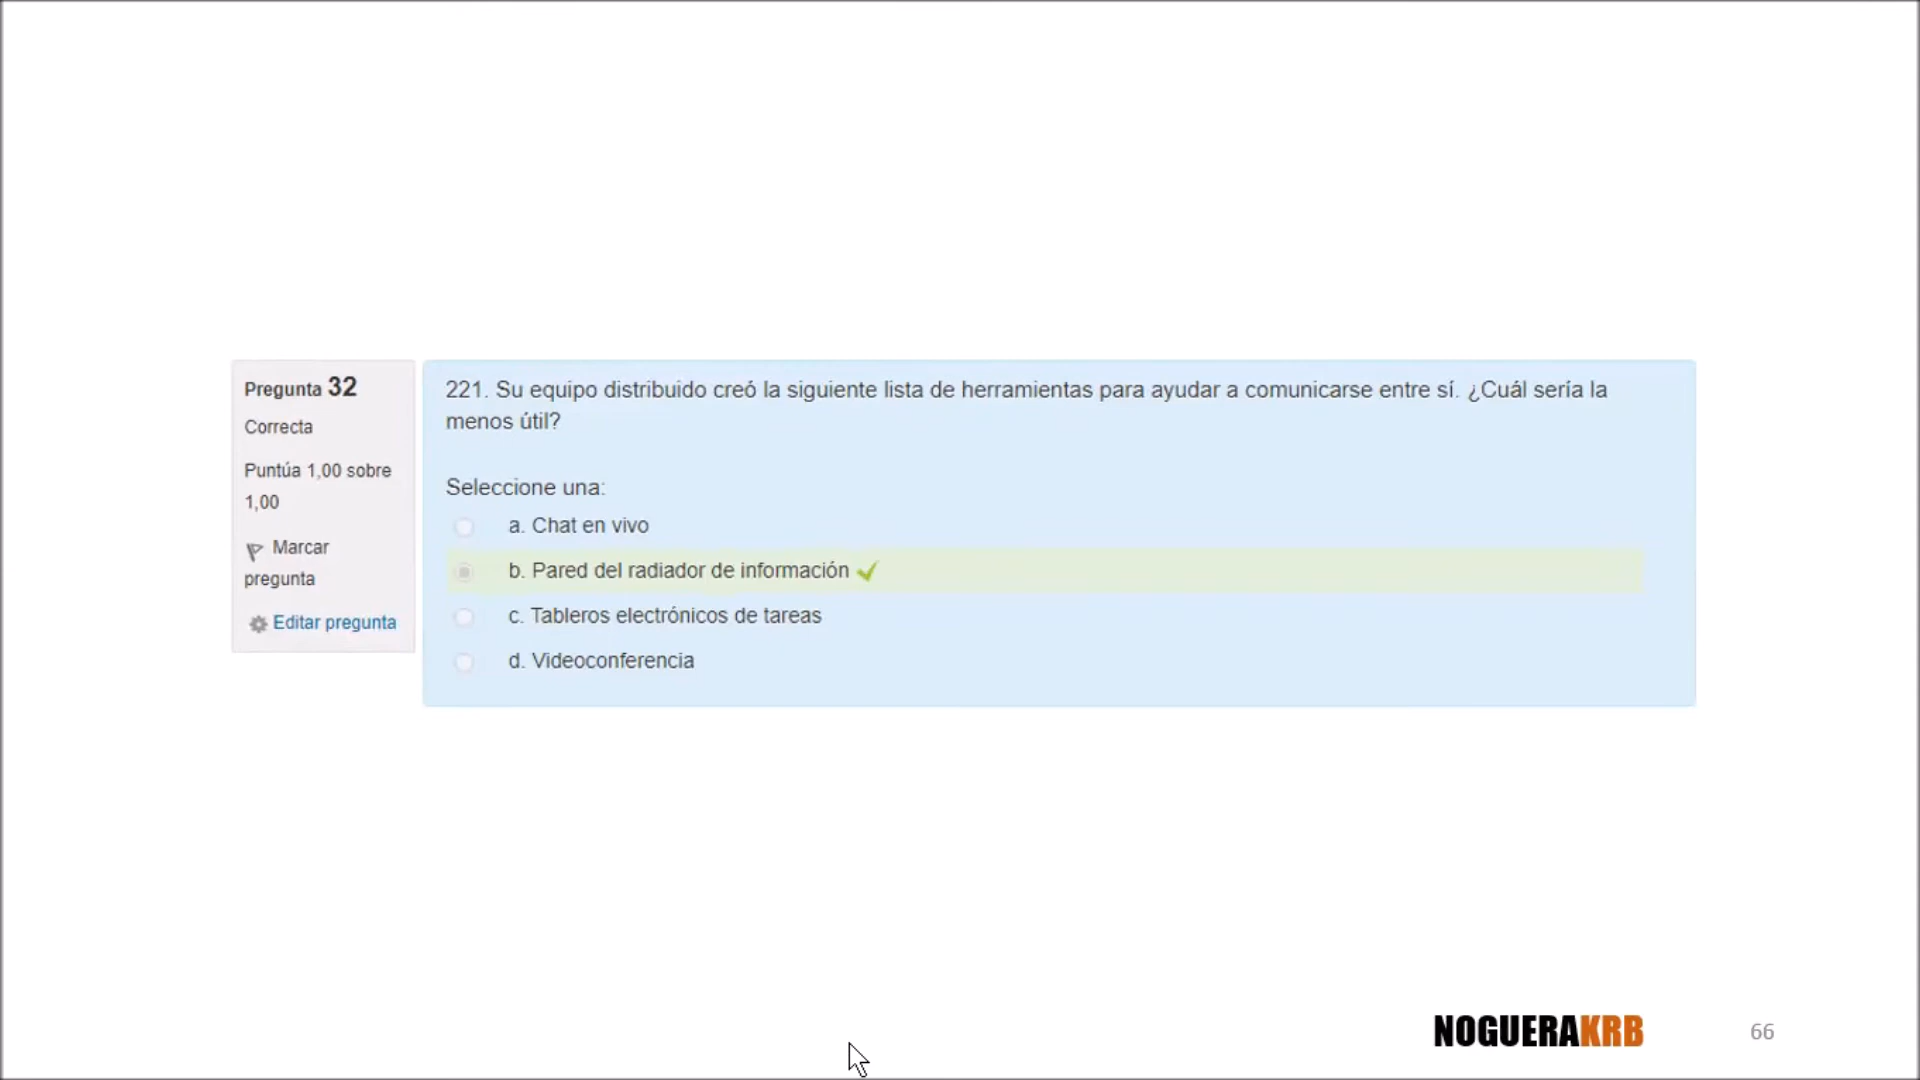 Pregunta 32
Correcta
Puntúa 1,00 sobre
1,00
Marcar
pregunta
Editar pregunta
221. Su equipo distribuido creó la siguiente lista de herramientas para ayudar a comunicarse entre sí. ¿Cuál sería la
menos útil?
Seleccione una:
a. Chat en vivo
b. Pared del radiador de información
c. Tableros electrónicos de tareas
d. Videoconferencia
NOGUERAKRB
66